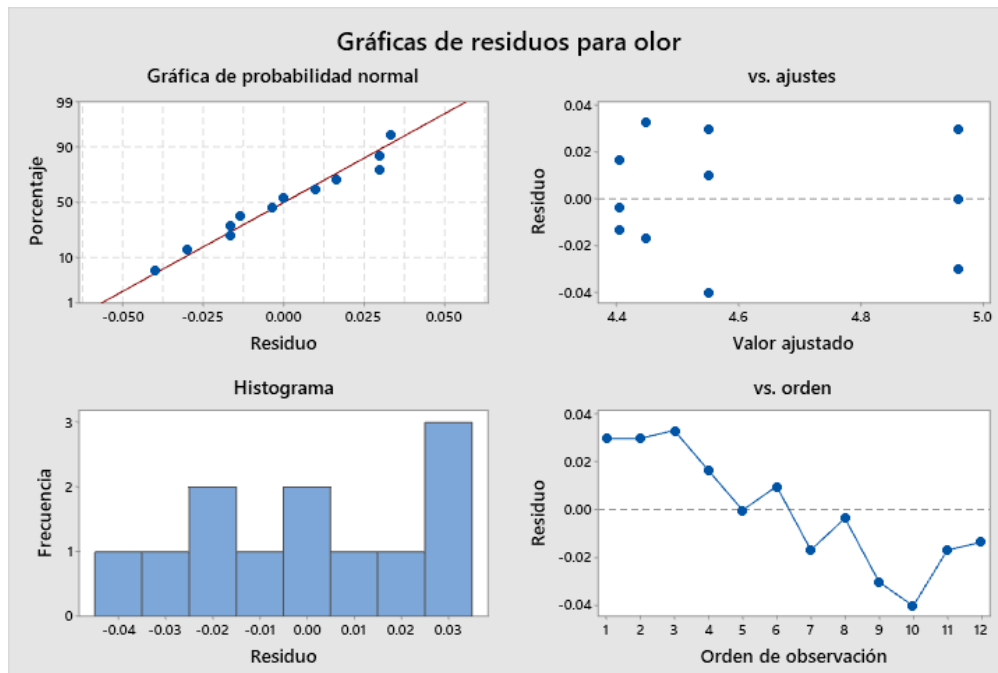 Gráficas de residuos para olor
Gráfica de probabilidad normal
99
90
50
10
1
Porcentaje
-0.050 -0.025 0.000 0.025 0.050
Residuo
vs. ajustes
0.04
0.02
0.00
-0.02
-0.04
Residuo
4.4 4.6 4.8 5.0
Valor ajustado
Histograma
3
2
1
0
Frecuencia
-0.04 -0.03 -0.02 -0.01 0.00 0.01 0.02 0.03
Residuo
vs. orden
0.04
0.02
0.00
-0.02
-0.04
Residuo
1 2 3 4 5 6 7 8 9 10 11 12
Orden de observación